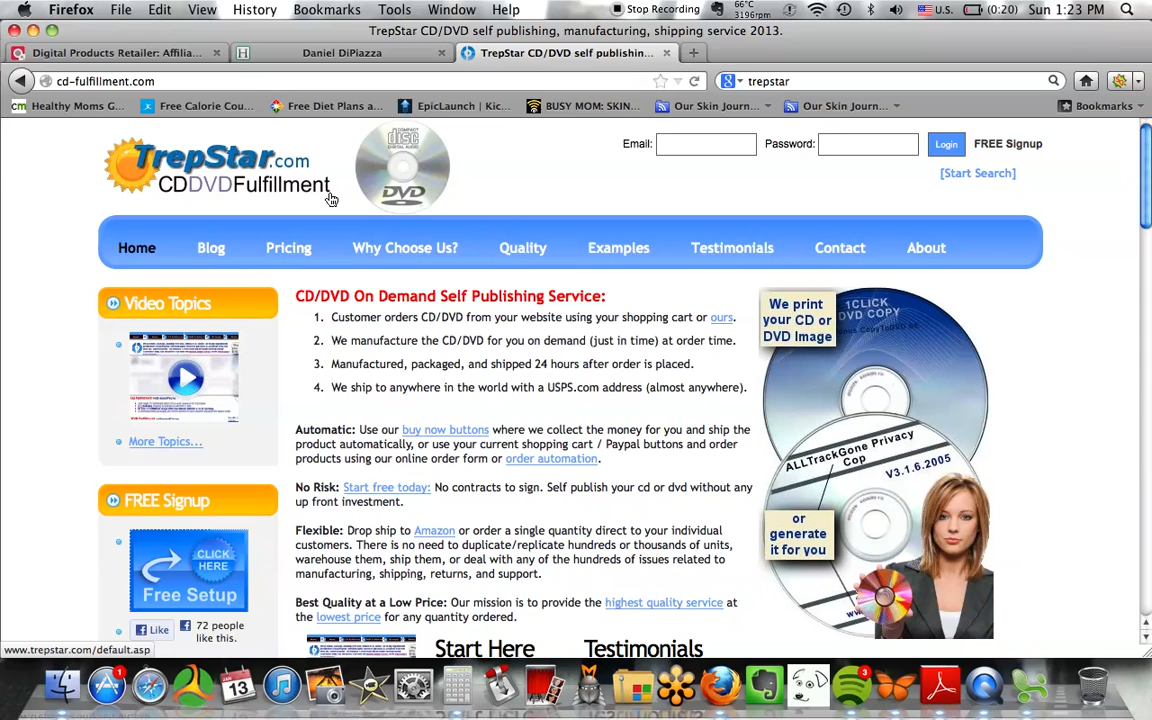 Firefox File Edit View History Bookmarks Tools Window Help Stop Recording 66°C 3196rpm U.S. (0:20) Sun 1:23 PM
TrepStar CD/DVD self publishing, manufacturing, shipping service 2013.
Digital Products Retailer: Affilia... Daniel DiPiazza TrepStar CD/DVD self publishin...
cd-fulfillment.com trepstar
Healthy Moms G... Free Calorie Cou... Free Diet Plans a... EpicLaunch | Kic... BUSY MOM: SKIN... Our Skin Journ... Our Skin Journ... Bookmarks
TrepStar.com
CDDVDFulfillment
COMPACT
disc
DIGITAL AUDIO
DVD
Email: Password: Login FREE Signup
[Start Search]
Home Blog Pricing Why Choose Us? Quality Examples Testimonials Contact About
Video Topics
More Topics...
FREE Signup
CLICK
HERE
Free Setup
Like 72 people
like this.
CD/DVD On Demand Self Publishing Service:
1. Customer orders CD/DVD from your website using your shopping cart or ours.
2. We manufacture the CD/DVD for you on demand (just in time) at order time.
3. Manufactured, packaged, and shipped 24 hours after order is placed.
4. We ship to anywhere in the world with a USPS.com address (almost anywhere).
Automatic: Use our buy now buttons where we collect the money for you and ship the
product automatically, or use your current shopping cart / Paypal buttons and order
products using our online order form or order automation.
No Risk: Start free today: No contracts to sign. Self publish your cd or dvd without any
up front investment.
Flexible: Drop ship to Amazon or order a single quantity direct to your individual
customers. There is no need to duplicate/replicate hundreds or thousands of units,
warehouse them, ship them, or deal with any of the hundreds of issues related to
manufacturing, shipping, returns, and support.
Best Quality at a Low Price: Our mission is to provide the highest quality service at
the lowest price for any quantity ordered.
Start Here Testimonials
We print
your CD or
DVD Image
1CLICK
DVD COPY
ALLTrackGone Privacy
Cop
V3.1.6.2005
or
generate
it for you
www.trepstar.com/default.asp
JAN
13
1
3